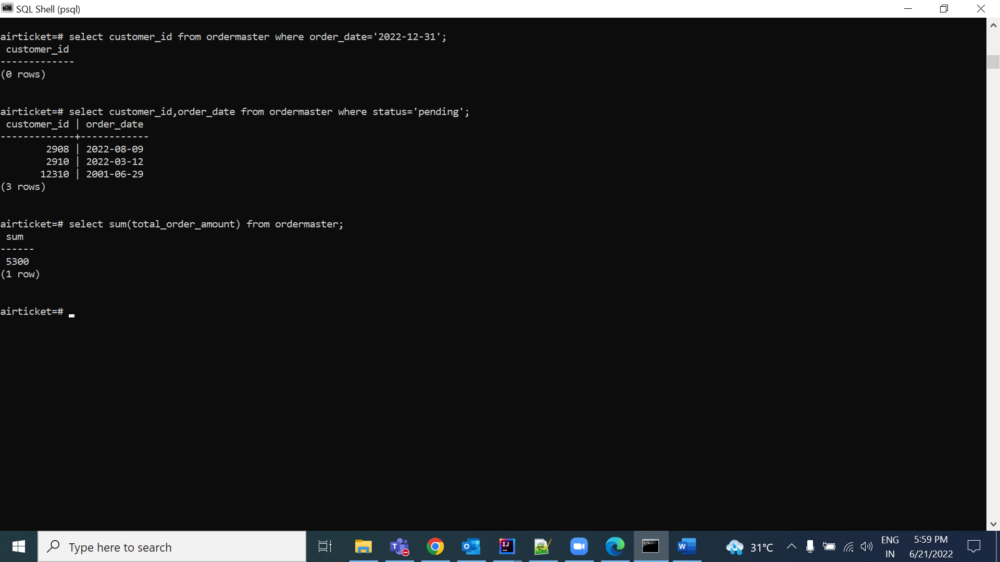 SQL Shell (psql)
airticket=# select customer_id from ordermaster where order_date='2022-12-31';
 customer_id
-------------
(0 rows)
airticket=# select customer_id,order_date from ordermaster where status='pending';
 customer_id | order_date
-------------+------------
        2908 | 2022-08-09
        2910 | 2022-03-12
       12310 | 2001-06-29
(3 rows)
airticket=# select sum(total_order_amount) from ordermaster;
 sum
------
 5300
(1 row)
airticket=#
Type here to search
31°C
ENG
IN
5:59 PM
6/21/2022